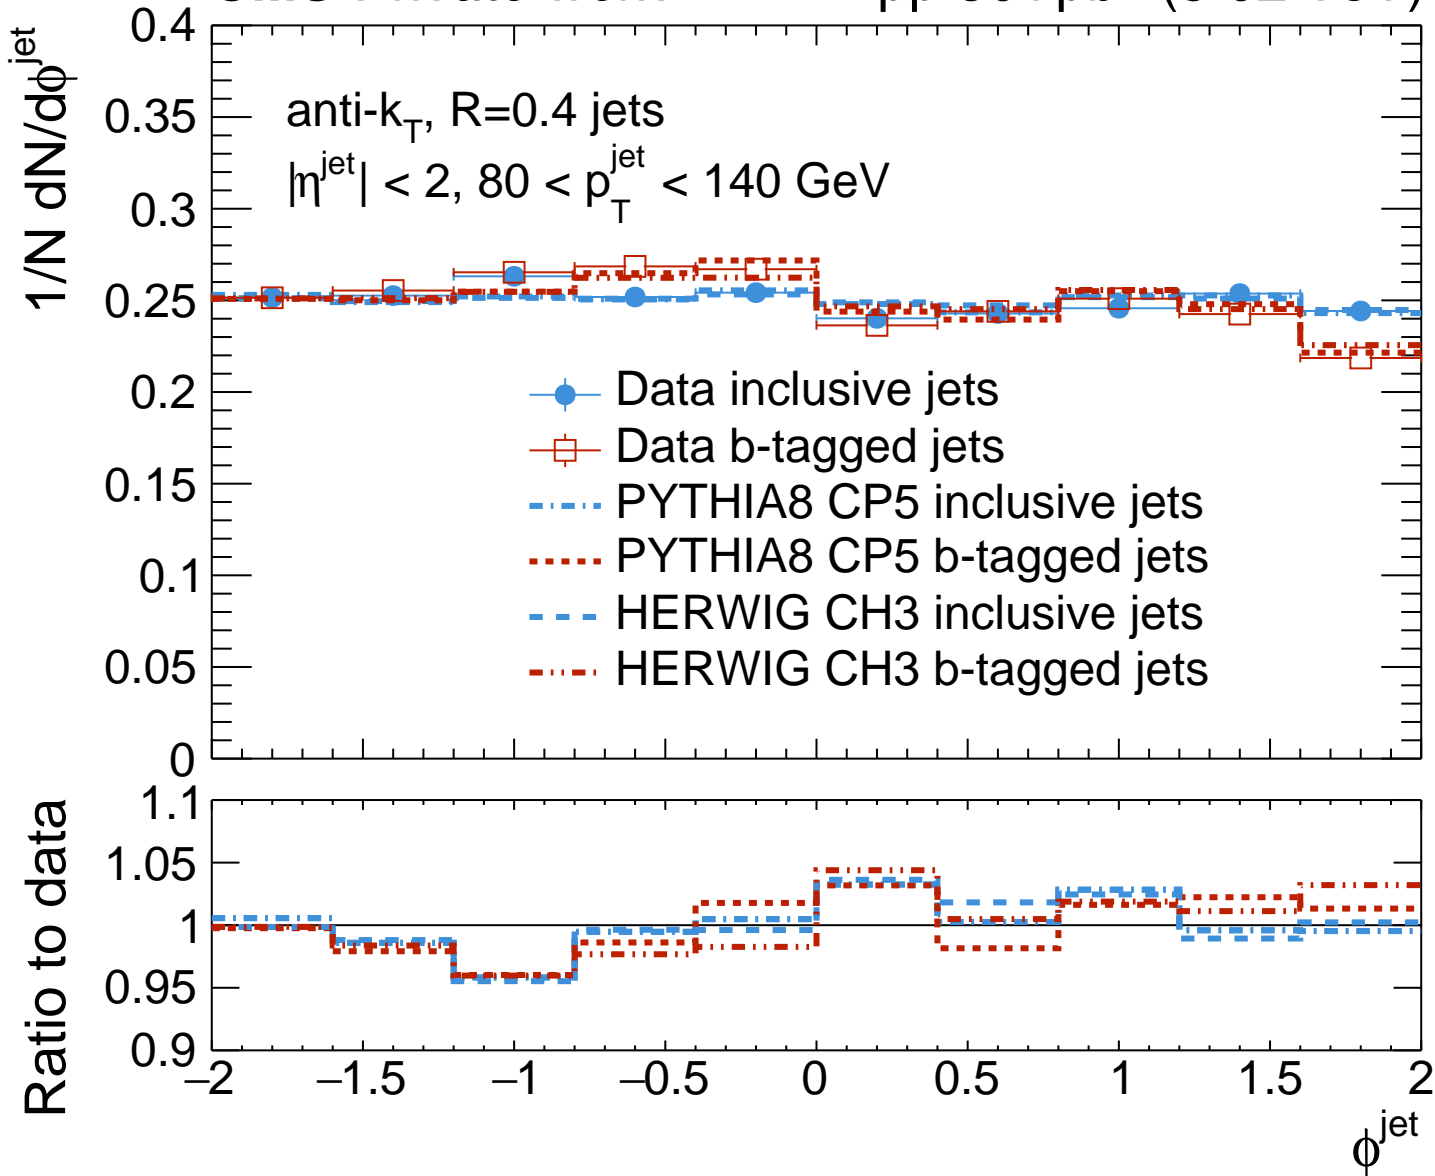 0.4
0.35
0.3
0.25
0.2
0.15
0.1
0.05
0
1/N dN/dφ^jet
anti-k_T, R=0.4 jets
|η^jet| < 2, 80 < p_T^jet < 140 GeV
Data inclusive jets
Data b-tagged jets
PYTHIA8 CP5 inclusive jets
PYTHIA8 CP5 b-tagged jets
HERWIG CH3 inclusive jets
HERWIG CH3 b-tagged jets
1.1
1.05
1
0.95
0.9
Ratio to data
−2 −1.5 −1 −0.5 0 0.5 1 1.5 2
φ^jet